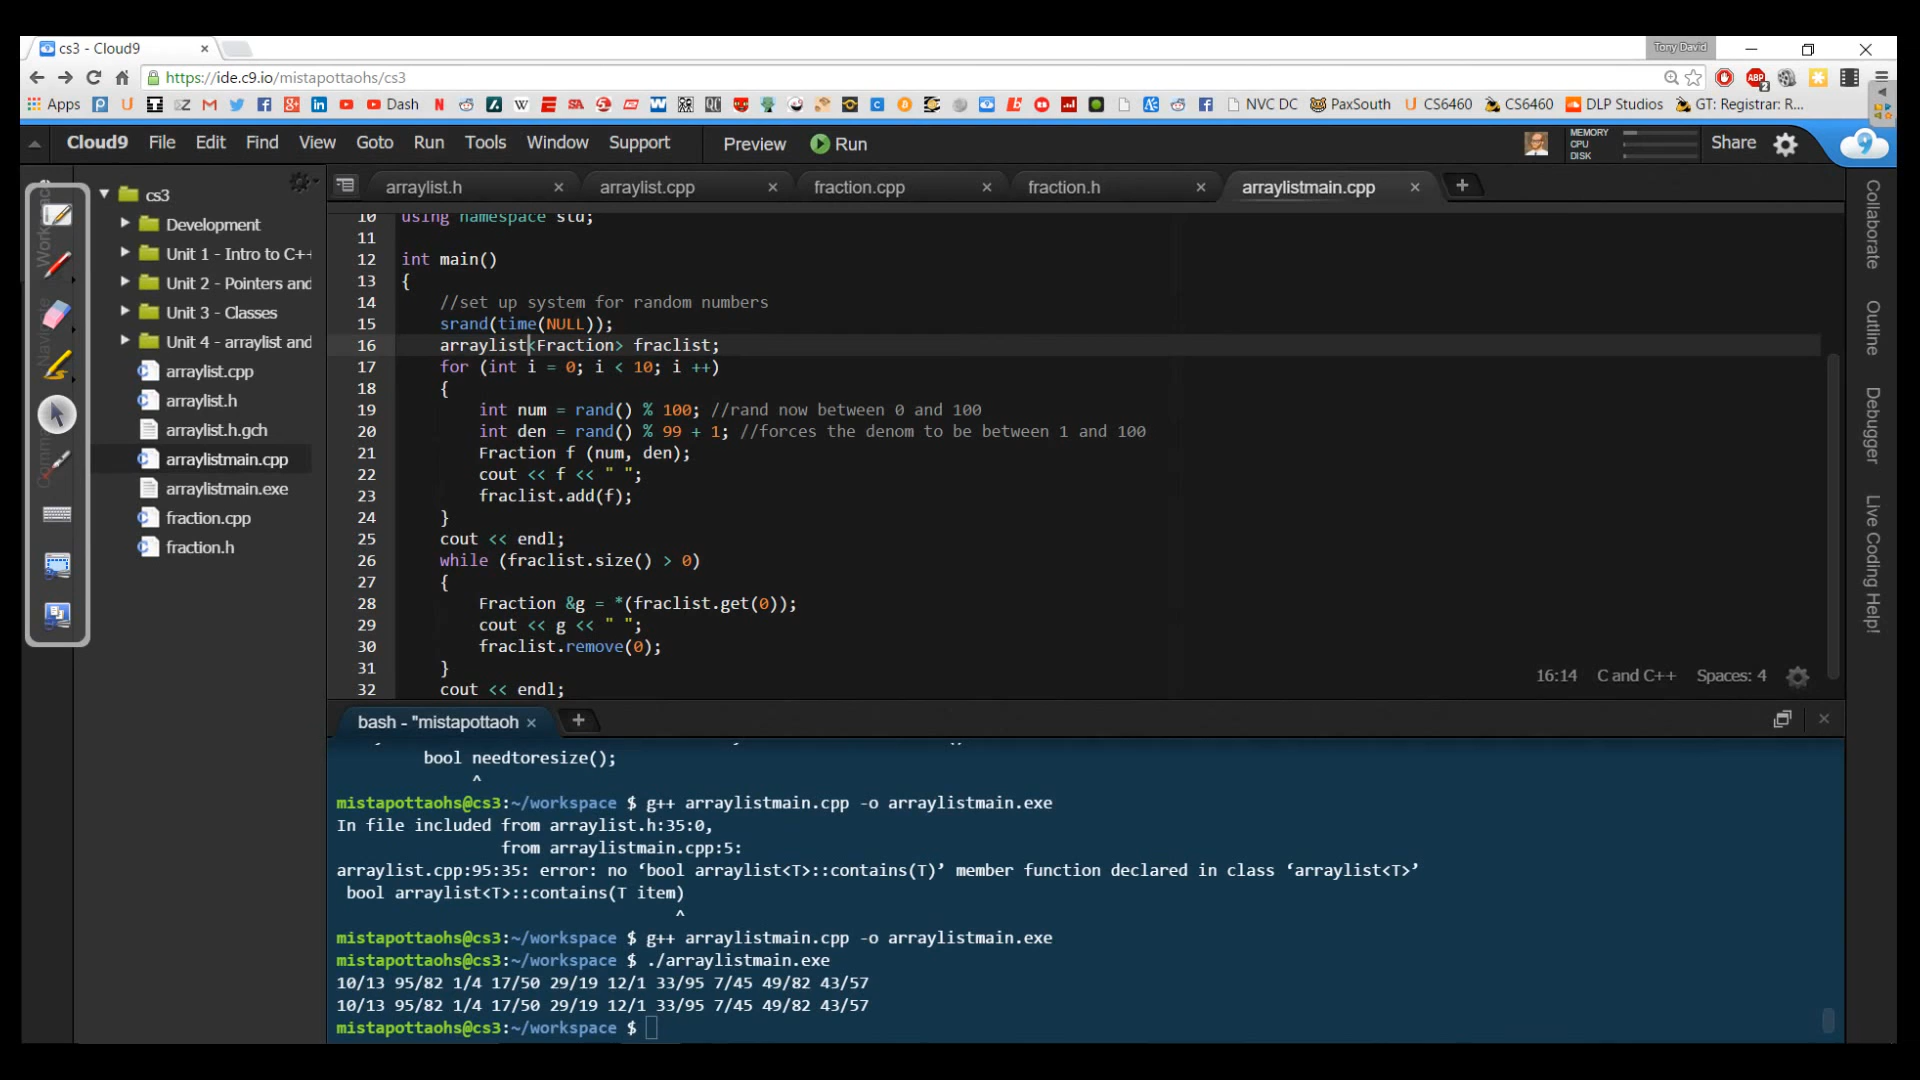 cs3 - Cloud9
Tony David
https://ide.c9.io/mistapottaohs/cs3
Apps Dash NVC DC PaxSouth CS6460 CS6460 DLP Studios GT: Registrar: R...
Cloud9 File Edit Find View Goto Run Tools Window Support Preview Run MEMORY CPU DISK Share
arraylist.h arraylist.cpp fraction.cpp fraction.h arraylistmain.cpp
cs3
Development
Unit 1 - Intro to C++
Unit 2 - Pointers and
Unit 3 - Classes
Unit 4 - arraylist and
arraylist.cpp
arraylist.h
arraylist.h.gch
arraylistmain.cpp
arraylistmain.exe
fraction.cpp
fraction.h
10 using namespace std;
11
12 int main()
13 {
14 //set up system for random numbers
15 srand(time(NULL));
16 arraylist<Fraction> fraclist;
17 for (int i = 0; i < 10; i ++)
18 {
19 int num = rand() % 100; //rand now between 0 and 100
20 int den = rand() % 99 + 1; //forces the denom to be between 1 and 100
21 Fraction f (num, den);
22 cout << f << " ";
23 fraclist.add(f);
24 }
25 cout << endl;
26 while (fraclist.size() > 0)
27 {
28 Fraction &g = *(fraclist.get(0));
29 cout << g << " ";
30 fraclist.remove(0);
31 }
32 cout << endl;
16:14 C and C++ Spaces: 4
Collaborate
Outline
Debugger
Live Coding Help!
bash - "mistapottaoh
bool needtoresize();
^
mistapottaohs@cs3:~/workspace $ g++ arraylistmain.cpp -o arraylistmain.exe
In file included from arraylist.h:35:0,
from arraylistmain.cpp:5:
arraylist.cpp:95:35: error: no ‘bool arraylist<T>::contains(T)’ member function declared in class ‘arraylist<T>’
bool arraylist<T>::contains(T item)
^
mistapottaohs@cs3:~/workspace $ g++ arraylistmain.cpp -o arraylistmain.exe
mistapottaohs@cs3:~/workspace $ ./arraylistmain.exe
10/13 95/82 1/4 17/50 29/19 12/1 33/95 7/45 49/82 43/57
10/13 95/82 1/4 17/50 29/19 12/1 33/95 7/45 49/82 43/57
mistapottaohs@cs3:~/workspace $